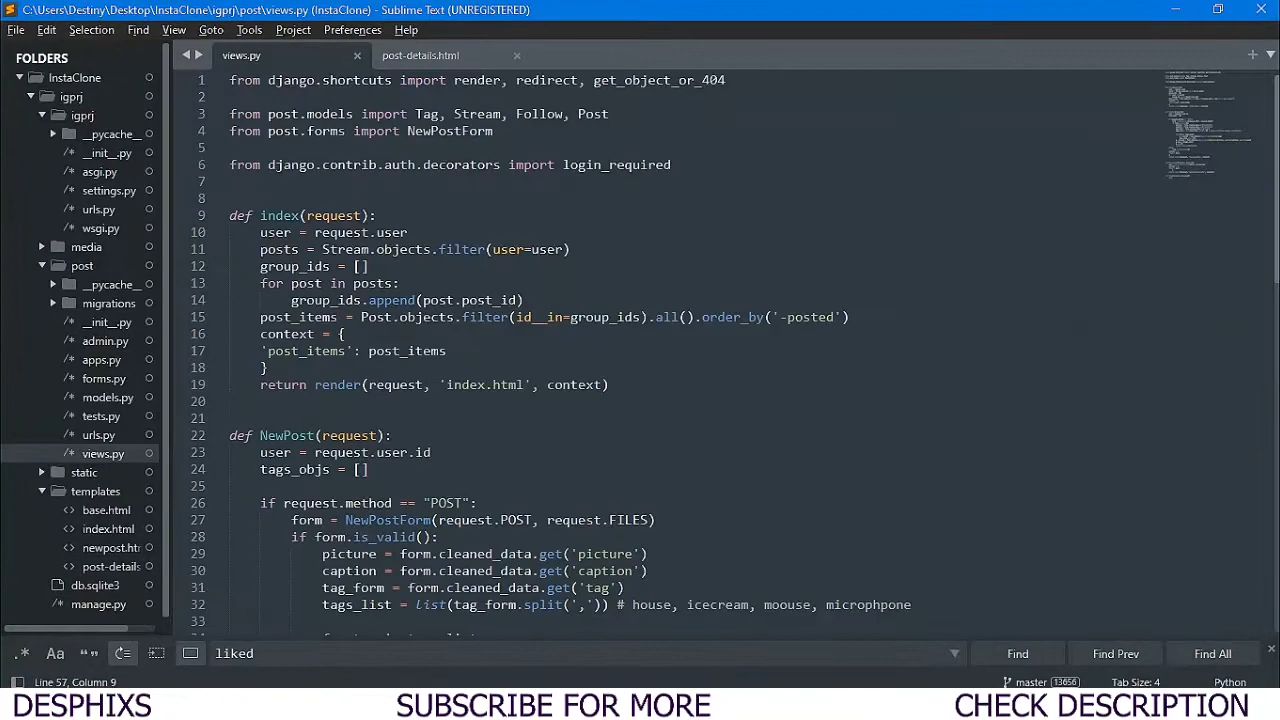 C:\Users\Destiny\Desktop\InstaClone\igprj\post\views.py (InstaClone) - Sublime Text (UNREGISTERED)
File Edit Selection Find View Goto Tools Project Preferences Help
FOLDERS
InstaClone
igprj
igprj
__pycache_
__init__.py
asgi.py
settings.py
urls.py
wsgi.py
media
post
__pycache_
migrations
__init__.py
admin.py
apps.py
forms.py
models.py
tests.py
urls.py
views.py
static
templates
base.html
index.html
newpost.htr
post-details
db.sqlite3
manage.py
views.py × post-details.html ×
1 from django.shortcuts import render, redirect, get_object_or_404
2
3 from post.models import Tag, Stream, Follow, Post
4 from post.forms import NewPostForm
5
6 from django.contrib.auth.decorators import login_required
7
8
9 def index(request):
10 user = request.user
11 posts = Stream.objects.filter(user=user)
12 group_ids = []
13 for post in posts:
14 group_ids.append(post.post_id)
15 post_items = Post.objects.filter(id__in=group_ids).all().order_by('-posted')
16 context = {
17 'post_items': post_items
18 }
19 return render(request, 'index.html', context)
20
21
22 def NewPost(request):
23 user = request.user.id
24 tags_objs = []
25
26 if request.method == "POST":
27 form = NewPostForm(request.POST, request.FILES)
28 if form.is_valid():
29 picture = form.cleaned_data.get('picture')
30 caption = form.cleaned_data.get('caption')
31 tag_form = form.cleaned_data.get('tag')
32 tags_list = list(tag_form.split(',')) # house, icecream, moouse, microphpone
33
.* Aa “” liked Find Find Prev Find All
Line 57, Column 9 master 13656 Tab Size: 4 Python
DESPHIXS SUBSCRIBE FOR MORE CHECK DESCRIPTION